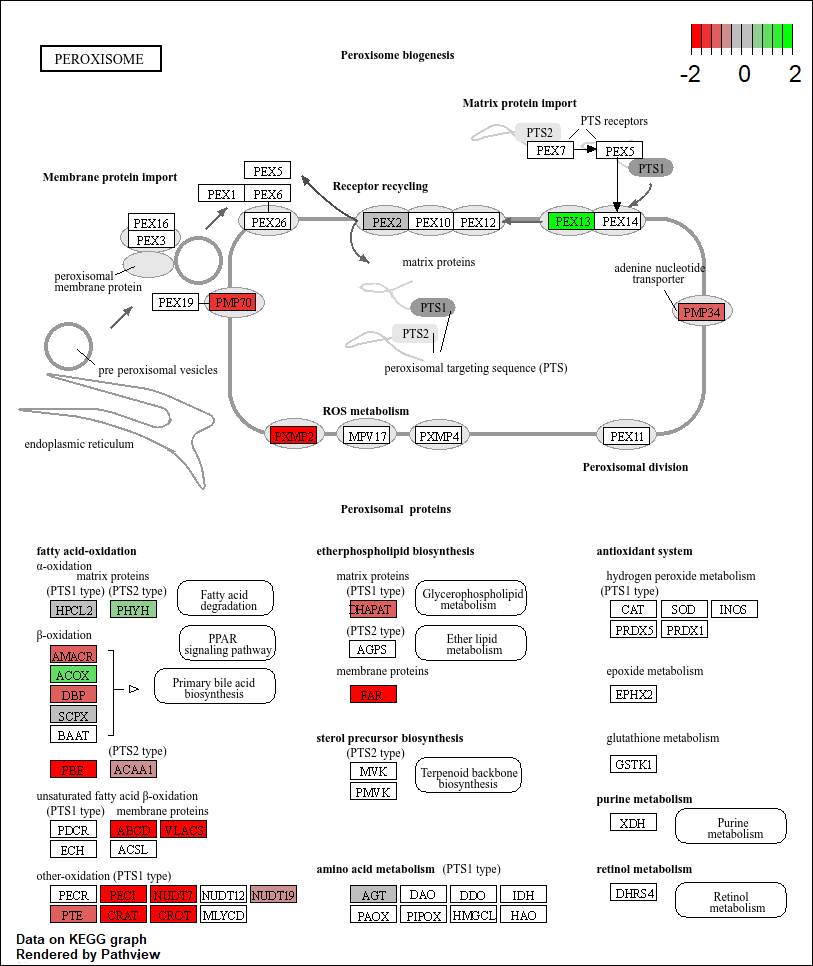 PEROXISOME
Peroxisome biogenesis
-2 0 2
Matrix protein import
PTS2
PTS receptors
PEX7
PEX5
PTS1
Membrane protein import
PEX5
PEX1
PEX6
PEX26
Receptor recycling
PEX2
PEX10
PEX12
PEX13
PEX14
PEX16
PEX3
peroxisomal
membrane protein
matrix proteins
adenine nucleotide
transporter
PEX19
PMP70
PTS1
PTS2
PMP34
pre peroxisomal vesicles
peroxisomal targeting sequence (PTS)
ROS metabolism
endoplasmic reticulum
PXMP2
MPV17
PXMP4
PEX11
Peroxisomal division
Peroxisomal proteins
fatty acid-oxidation
α-oxidation
matrix proteins
(PTS1 type) (PTS2 type)
HPCL2
PHYH
Fatty acid
degradation
β-oxidation
PPAR
signaling pathway
AMACR
ACOX
DBP
SCPX
BAAT
Primary bile acid
biosynthesis
(PTS2 type)
PBE
ACAA1
unsaturated fatty acid β-oxidation
(PTS1 type) membrane proteins
PDCR
ABCD
VLACS
ECH
ACSL
other-oxidation (PTS1 type)
PECR
PECI
NUDT7
NUDT12
NUDT19
PTE
CRAT
CROT
MLYCD
etherphospholipid biosynthesis
matrix proteins
(PTS1 type)
DHAPAT
Glycerophospholipid
metabolism
(PTS2 type)
AGPS
Ether lipid
metabolism
membrane proteins
FAR
sterol precursor biosynthesis
(PTS2 type)
MVK
PMVK
Terpenoid backbone
biosynthesis
amino acid metabolism (PTS1 type)
AGT
DAO
DDO
IDH
PAOX
PIPOX
HMGCL
HAO
antioxidant system
hydrogen peroxide metabolism
(PTS1 type)
CAT
SOD
INOS
PRDX5
PRDX1
epoxide metabolism
EPHX2
glutathione metabolism
GSTK1
purine metabolism
XDH
Purine
metabolism
retinol metabolism
DHRS4
Retinol
metabolism
Data on KEGG graph
Rendered by Pathview